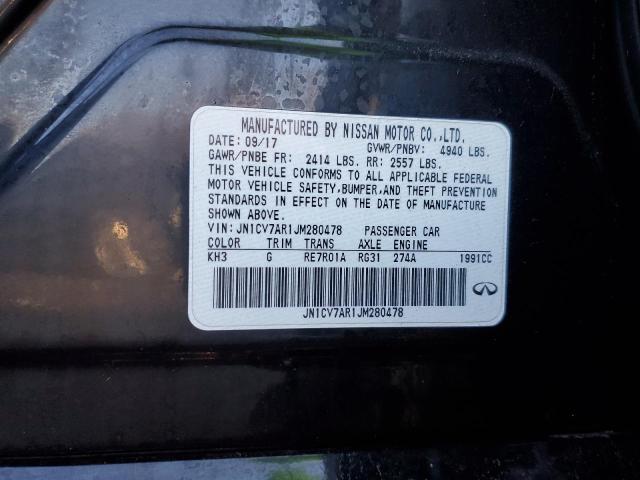 MANUFACTURED BY NISSAN MOTOR CO.,LTD.
DATE: 09/17 GVWR/PNBV: 4940 LBS.
GAWR/PNBE FR: 2414 LBS. RR: 2557 LBS.
THIS VEHICLE CONFORMS TO ALL APPLICABLE FEDERAL
MOTOR VEHICLE SAFETY,BUMPER,AND THEFT PREVENTION
STANDARDS IN EFFECT ON THE DATE OF MANUFACTURE
SHOWN ABOVE.
VIN: JN1CV7AR1JM280478 PASSENGER CAR
COLOR TRIM TRANS AXLE ENGINE
KH3 G RE7R01A RG31 274A 1991CC
JN1CV7AR1JM280478